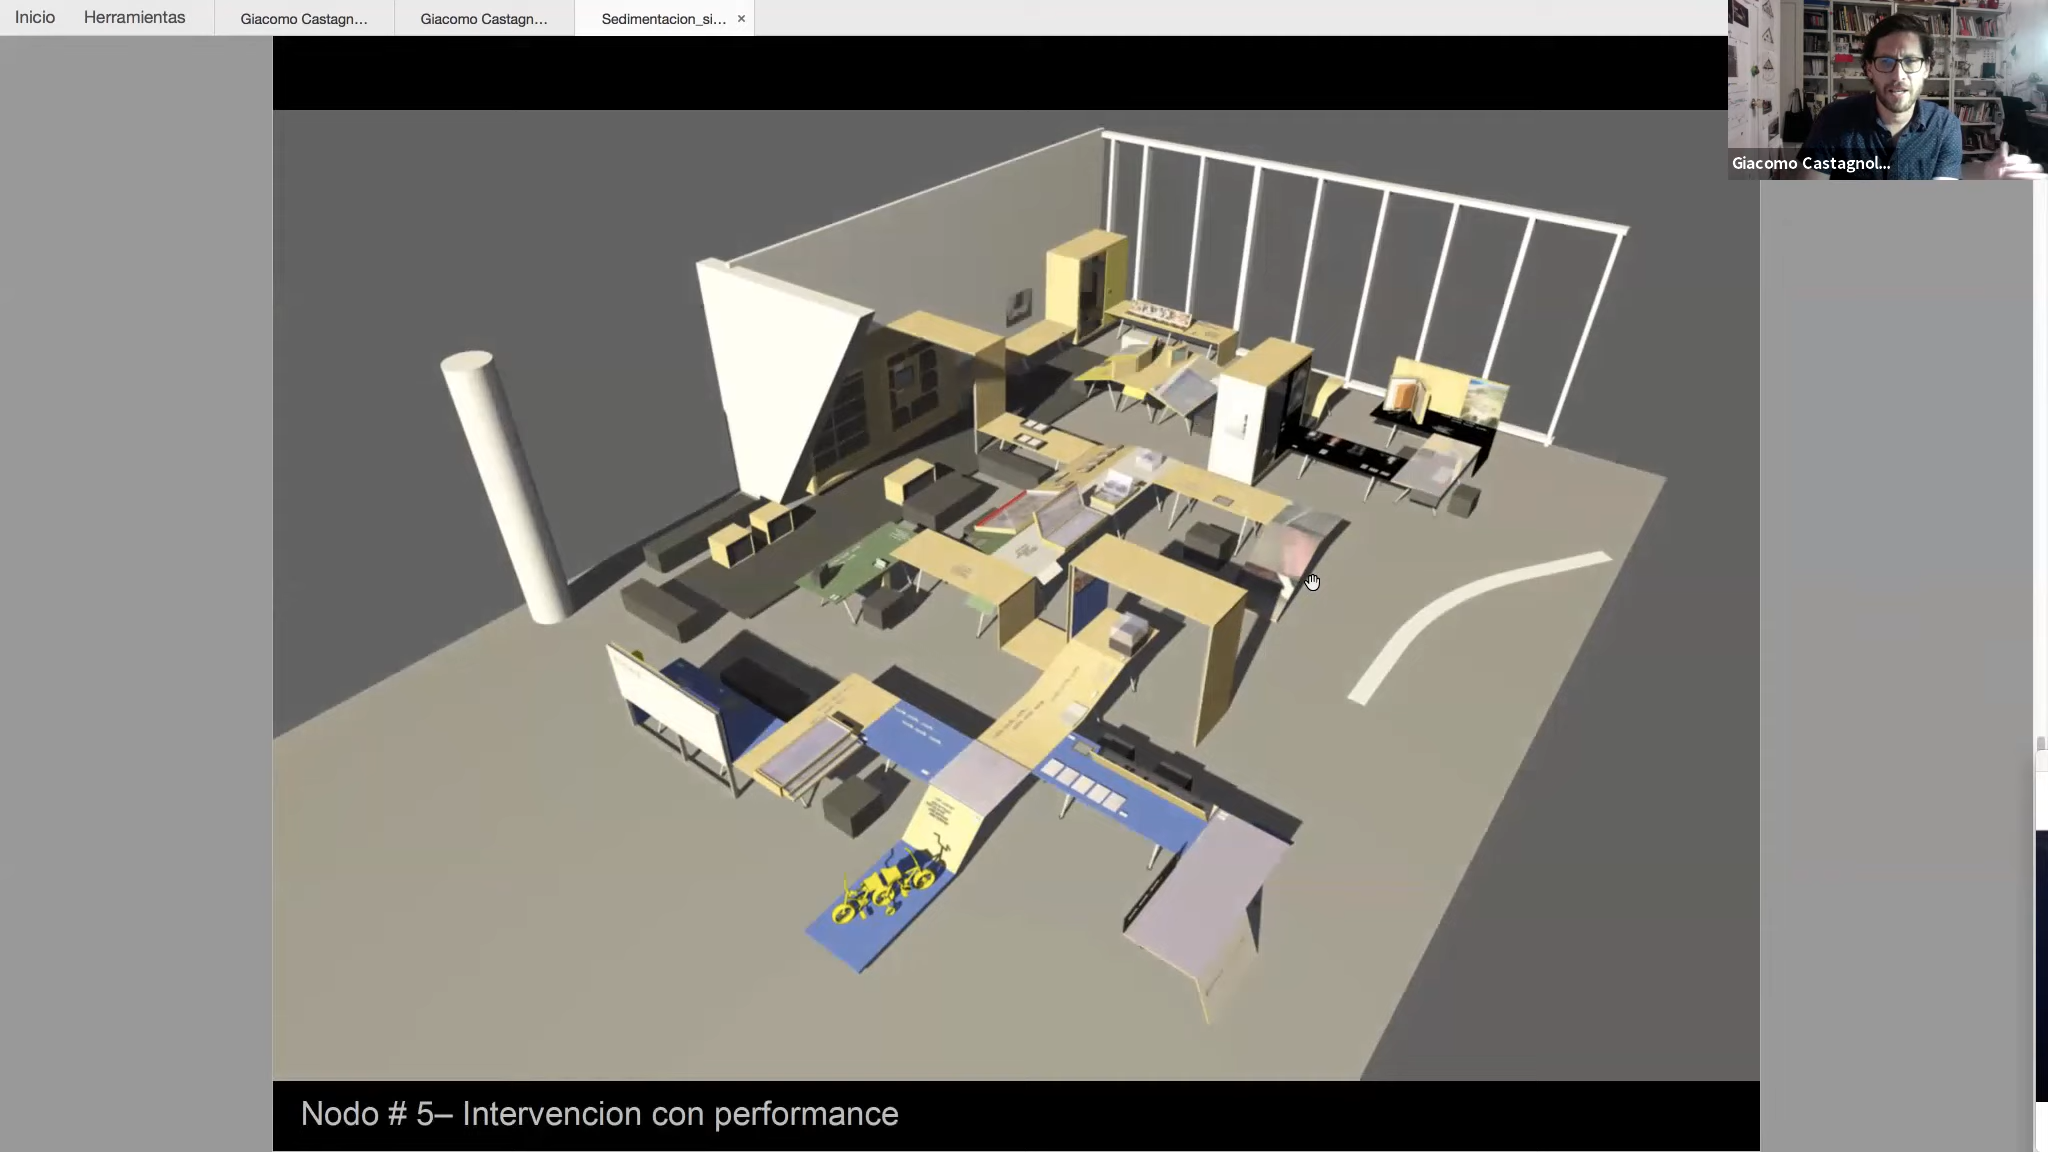 Inicio
Herramientas
Giacomo Castagn...
Giacomo Castagn...
Sedimentacion_si... ×
Giacomo Castagnol...
Nodo # 5– Intervencion con performance